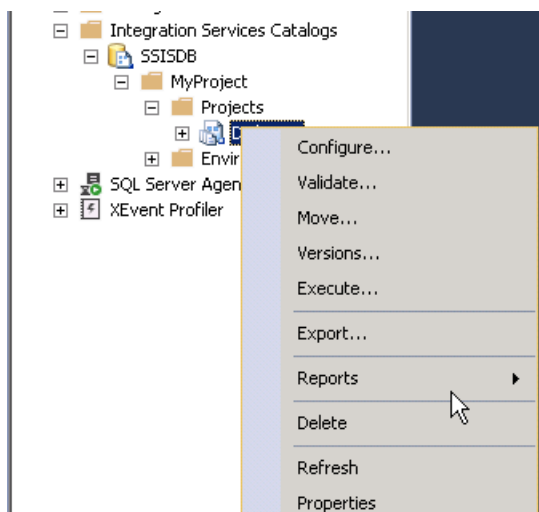 Integration Services Catalogs
SSISDB
MyProject
Projects
Configure...
Validate...
SQL Server Agen
XEvent Profiler
Move...
Versions...
Execute...
Export...
Reports
Delete
Refresh
Properties